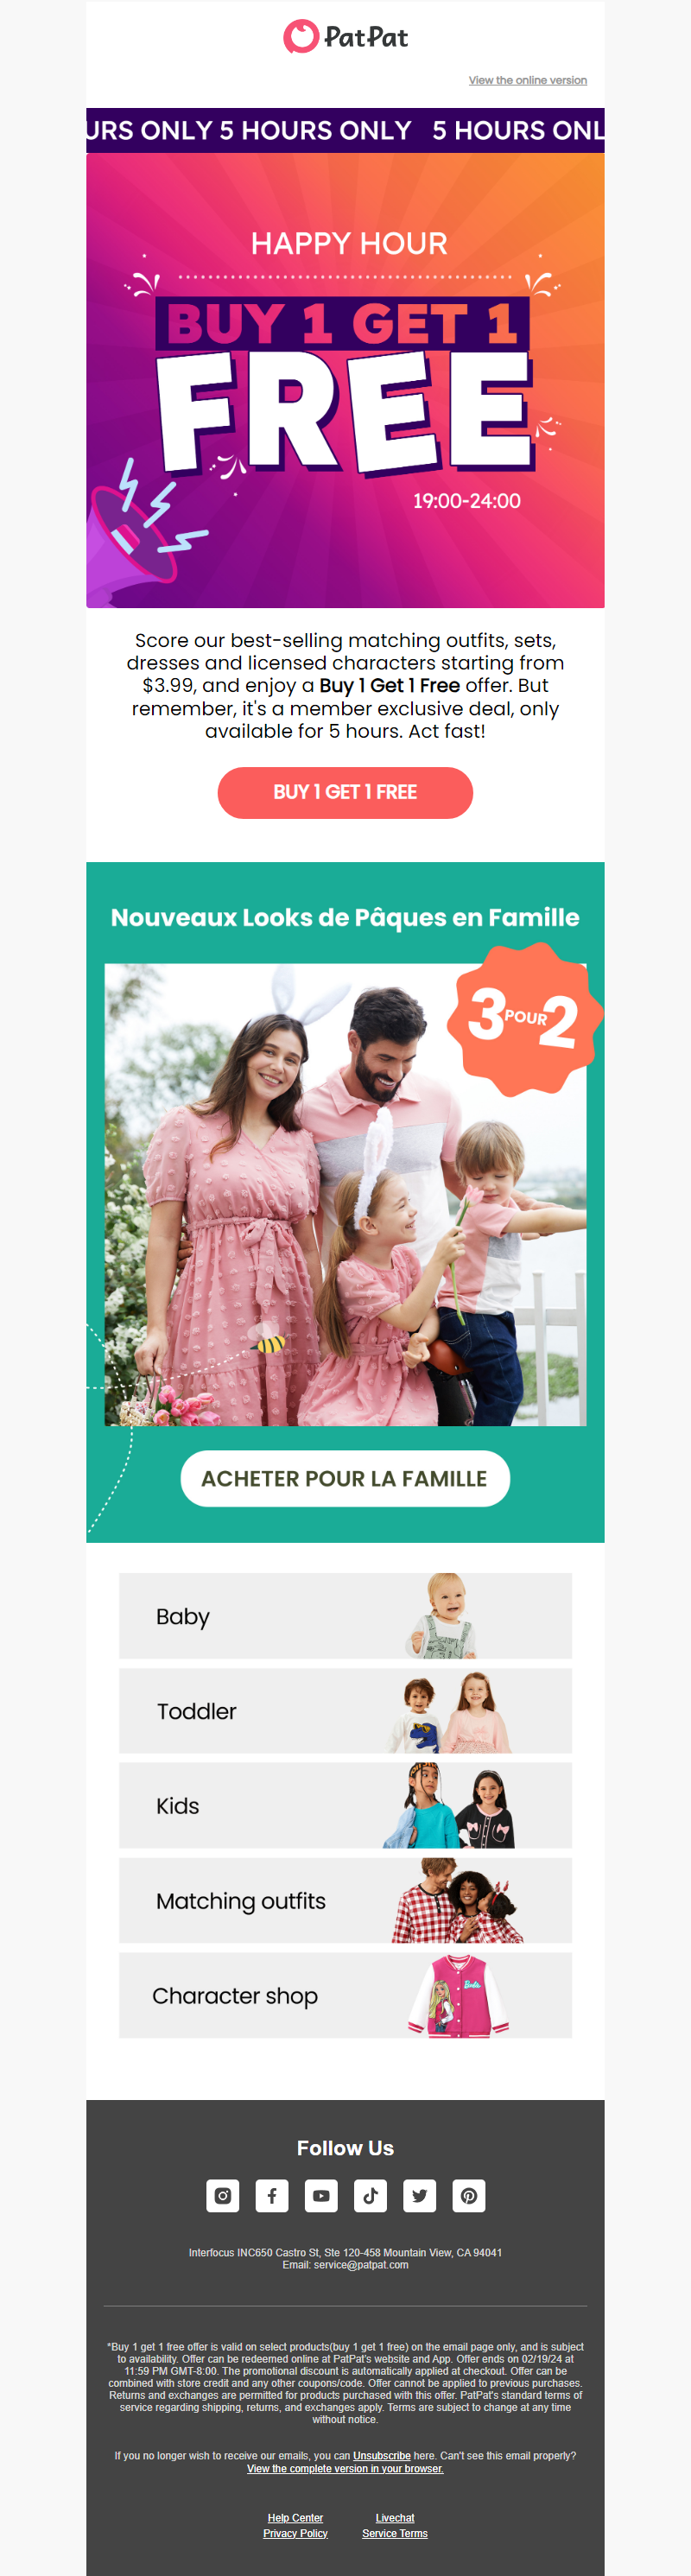 PatPat
View the online version
URS ONLY 5 HOURS ONLY 5 HOURS ONL
HAPPY HOUR
BUY 1 GET 1
FREE
19:00-24:00
Score our best-selling matching outfits, sets,
dresses and licensed characters starting from
$3.99, and enjoy a Buy 1 Get 1 Free offer. But
remember, it's a member exclusive deal, only
available for 5 hours. Act fast!
BUY 1 GET 1 FREE
Nouveaux Looks de Pâques en Famille
3 POUR 2
ACHETER POUR LA FAMILLE
Baby
Toddler
Kids
Matching outfits
Character shop
Barbie
Follow Us
Interfocus INC650 Castro St, Ste 120-458 Mountain View, CA 94041
Email: service@patpat.com
*Buy 1 get 1 free offer is valid on select products(buy 1 get 1 free) on the email page only, and is subject
to availability. Offer can be redeemed online at PatPat's website and App. Offer ends on 02/19/24 at
11:59 PM GMT-8:00. The promotional discount is automatically applied at checkout. Offer can be
combined with store credit and any other coupons/code. Offer cannot be applied to previous purchases.
Returns and exchanges are permitted for products purchased with this offer. PatPat's standard terms of
service regarding shipping, returns, and exchanges apply. Terms are subject to change at any time
without notice.
If you no longer wish to receive our emails, you can Unsubscribe here. Can't see this email properly?
View the complete version in your browser.
Help Center Livechat
Privacy Policy Service Terms